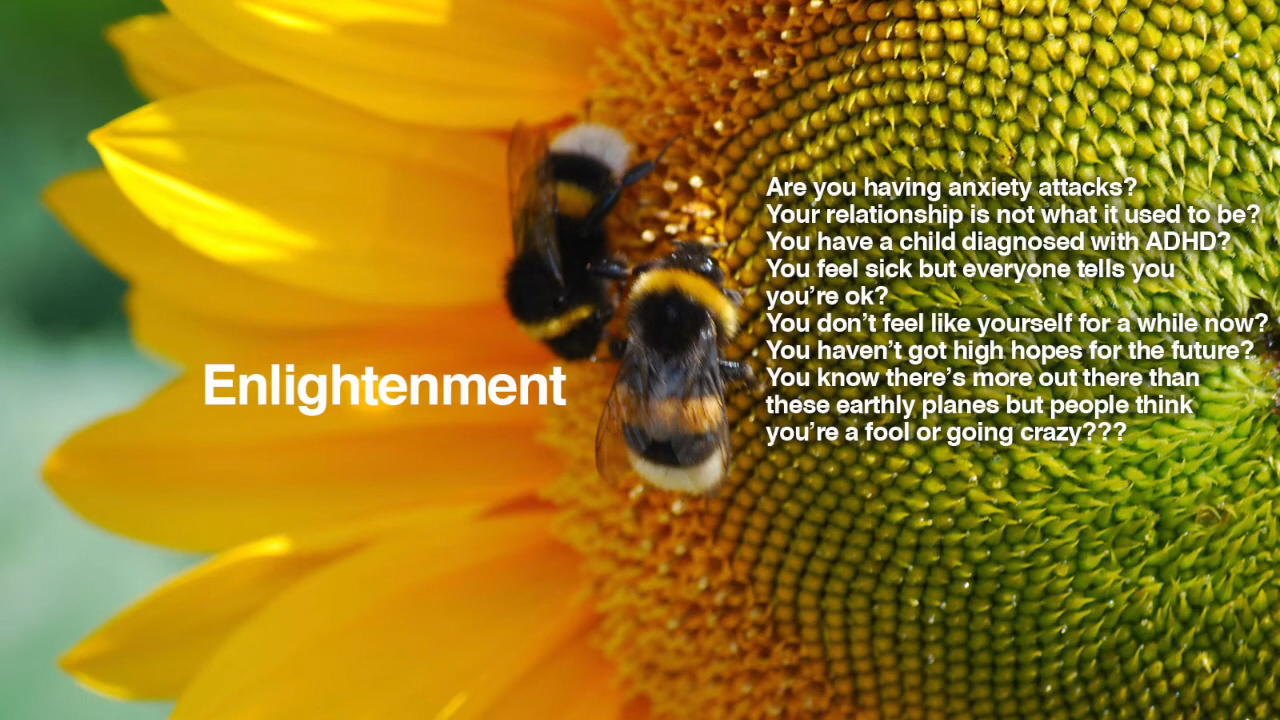 Enlightenment
Are you having anxiety attacks?
Your relationship is not what it used to be?
You have a child diagnosed with ADHD?
You feel sick but everyone tells you
you’re ok?
You don’t feel like yourself for a while now?
You haven’t got high hopes for the future?
You know there’s more out there than
these earthly planes but people think
you’re a fool or going crazy???